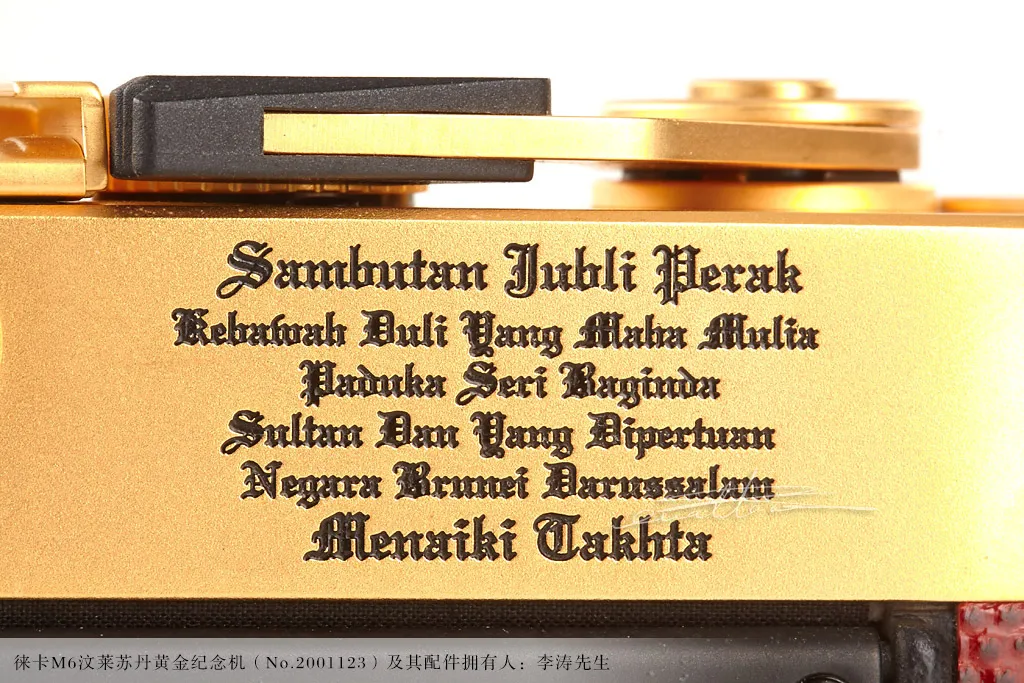 Sambutan Jubli Perak
Kebawah Duli Yang Maha Mulia
Paduka Seri Baginda
Sultan Dan Yang Dipertuan
Negara Brunei Darussalam
Menaiki Takhta
徕卡M6汶莱苏丹黄金纪念机（No.2001123）及其配件拥有人：李涛先生